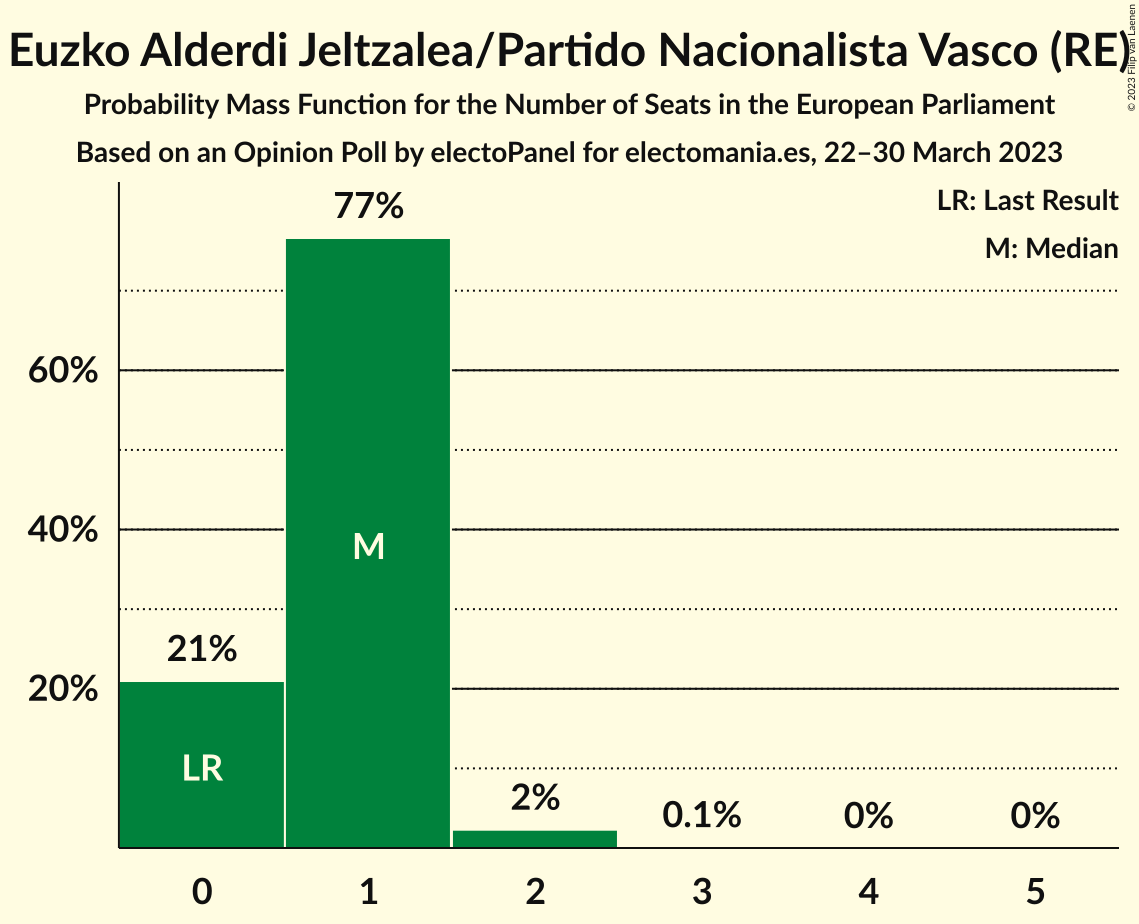 Euzko Alderdi Jeltzalea/Partido Nacionalista Vasco (RE)
© 2023 Filip van Laenen
Probability Mass Function for the Number of Seats in the European Parliament
Based on an Opinion Poll by electoPanel for electomania.es, 22–30 March 2023
LR: Last Result
M: Median
77%
60%
40%
M
21%
20%
LR
2%
0.1%
0%
0%
0 1 2 3 4 5